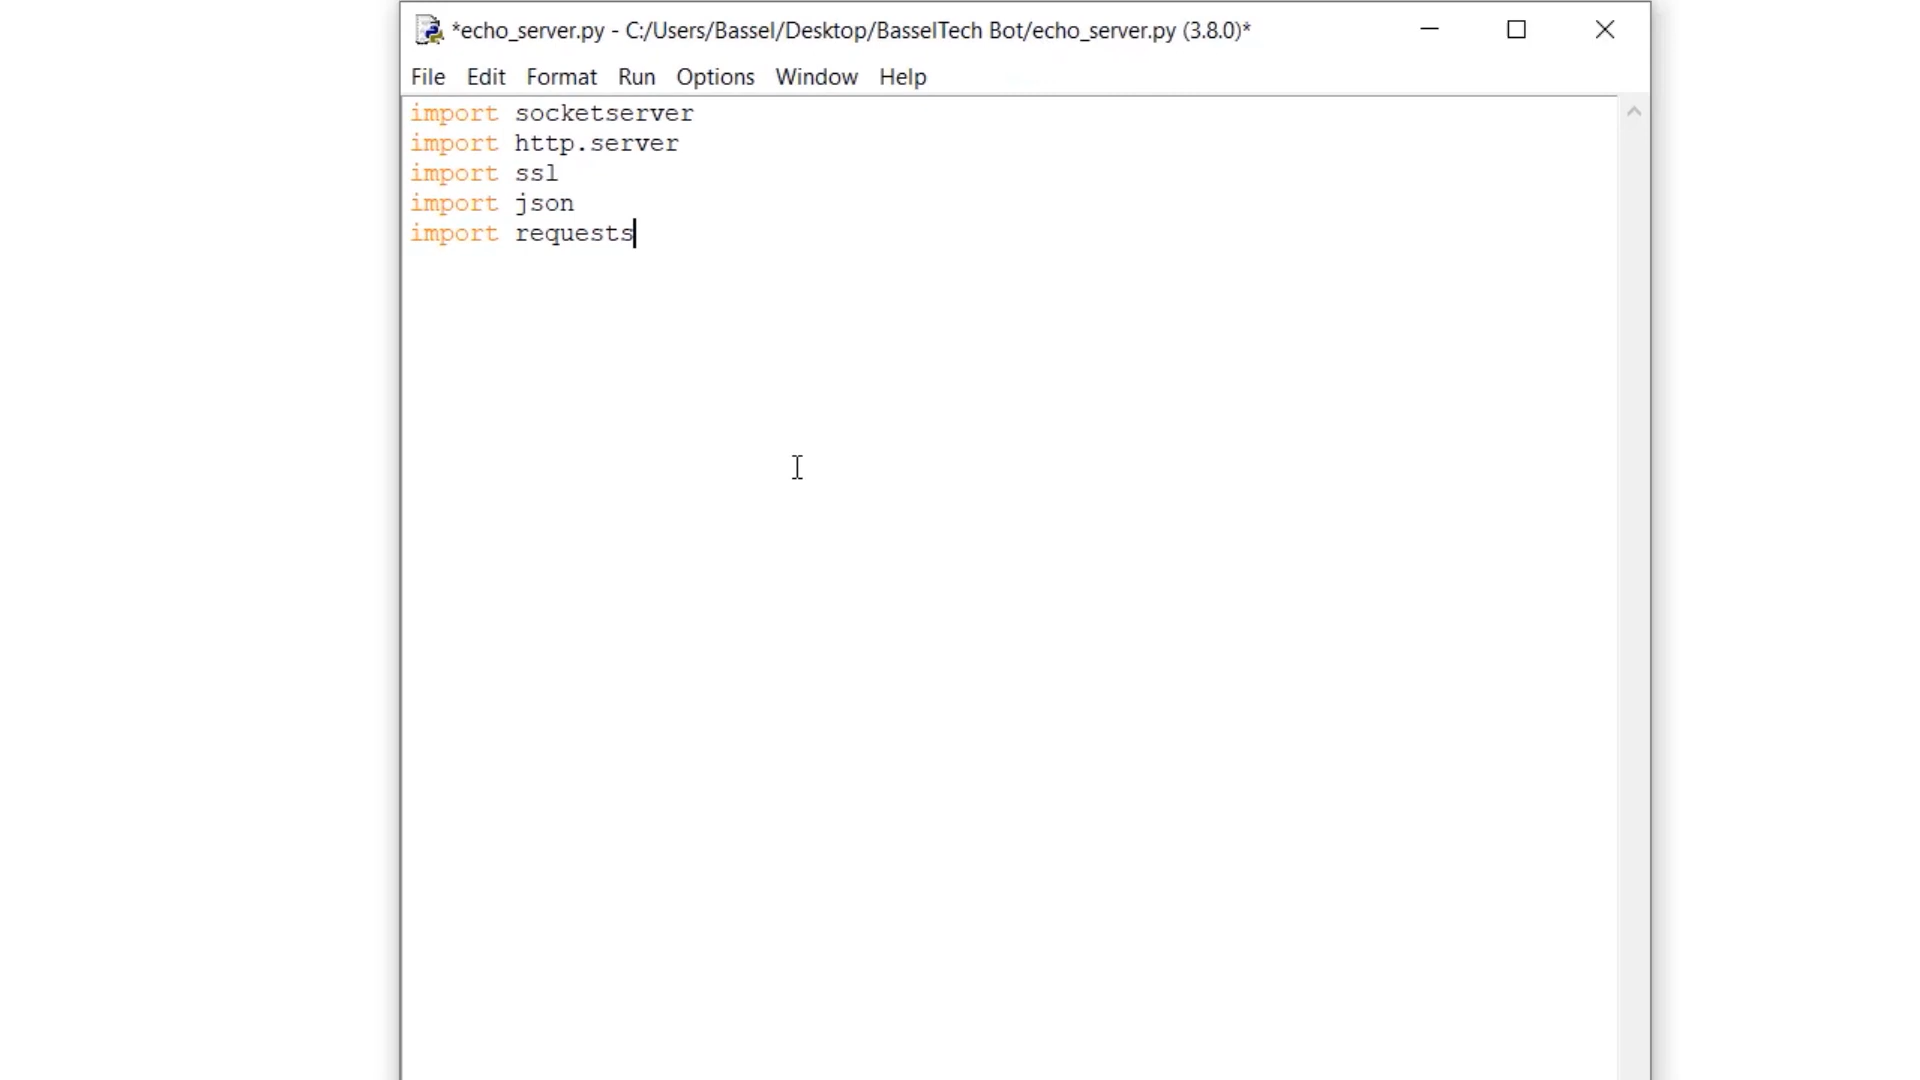 *echo_server.py - C:/Users/Bassel/Desktop/BasselTech Bot/echo_server.py (3.8.0)*
File Edit Format Run Options Window Help
import socketserver
import http.server
import ssl
import json
import requests